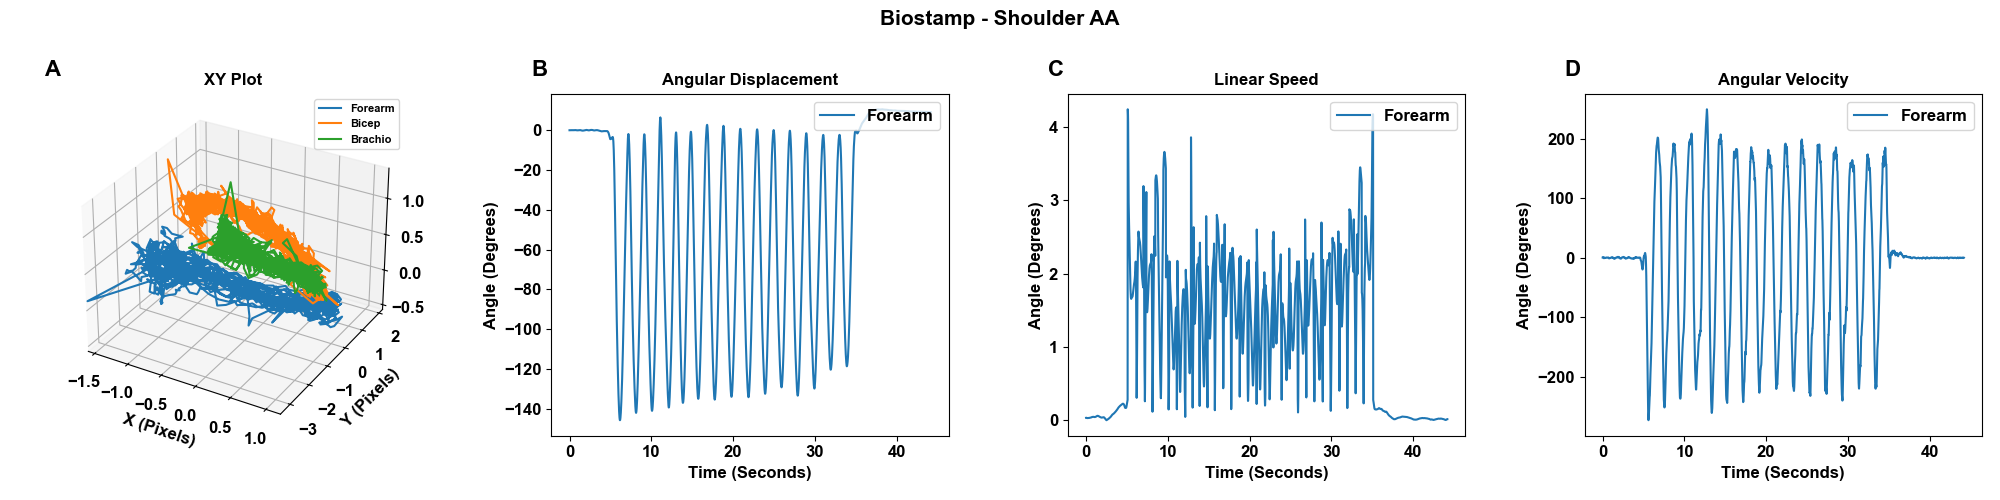 Biostamp - Shoulder AA
A
XY Plot
Forearm
Bicep
Brachio
1.0
0.5
0.0
−0.5
2
1
0
−1
−2
−3
Y (Pixels)
−1.5
−1.0
−0.5
0.0
0.5
1.0
X (Pixels)
B
Angular Displacement
Forearm
Angle (Degrees)
0
−20
−40
−60
−80
−100
−120
−140
0 10 20 30 40
Time (Seconds)
C
Linear Speed
Forearm
Angle (Degrees)
4
3
2
1
0
0 10 20 30 40
Time (Seconds)
D
Angular Velocity
Forearm
Angle (Degrees)
200
100
0
−100
−200
0 10 20 30 40
Time (Seconds)